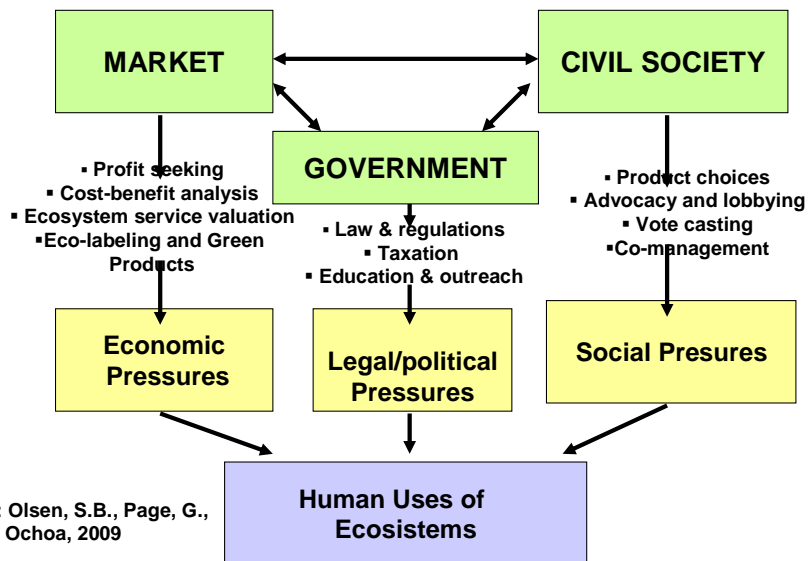 MARKET
CIVIL SOCIETY
GOVERNMENT
▪ Profit seeking
▪ Cost-benefit analysis
▪ Ecosystem service valuation
▪Eco-labeling and Green
Products
▪ Law & regulations
▪ Taxation
▪ Education & outreach
▪ Product choices
▪ Advocacy and lobbying
▪ Vote casting
▪Co-management
Economic
Pressures
Legal/political
Pressures
Social Presures
Human Uses of
Ecosistems
: Olsen, S.B., Page, G.,
Ochoa, 2009